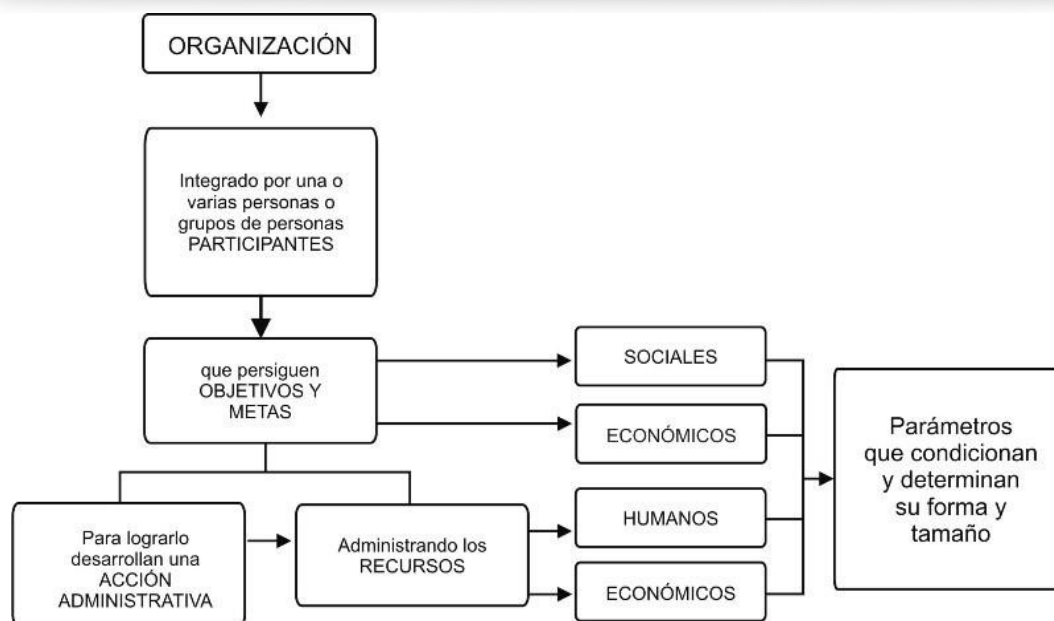 ORGANIZACIÓN
Integrado por una o
varias personas o
grupos de personas
PARTICIPANTES
que persiguen
OBJETIVOS Y
METAS
SOCIALES
ECONÓMICOS
Para lograrlo
desarrollan una
ACCIÓN
ADMINISTRATIVA
Administrando los
RECURSOS
HUMANOS
ECONÓMICOS
Parámetros
que condicionan
y determinan
su forma y
tamaño